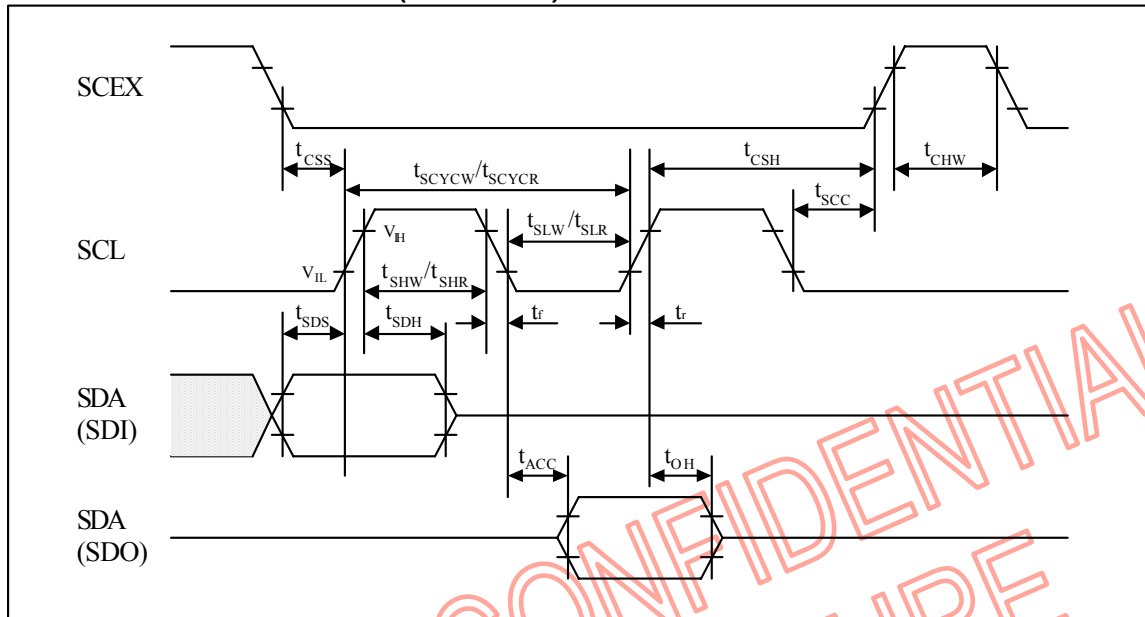 SCEX
tCSS
tCSH
tCHW
tSCYCW/tSCYCR
tSCC
SCL
VIH
tSLW/tSLR
VIL
tSHW/tSHR
tSDS
tSDH
tf
tr
SDA
(SDI)
tACC
tOH
SDA
(SDO)
CONFIDENTIAL